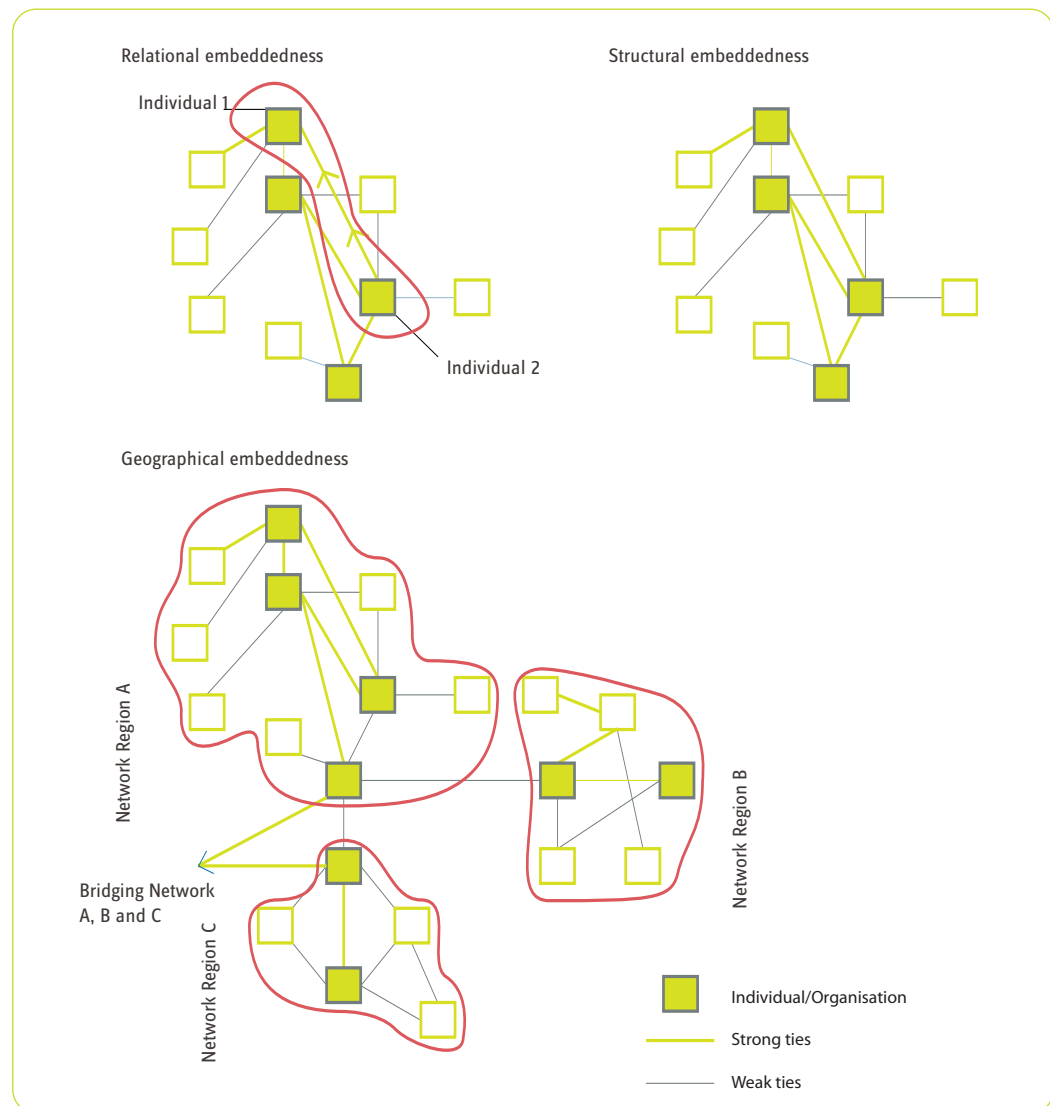 Relational embeddedness
Structural embeddedness
Individual 1
Individual 2
Geographical embeddedness
Network Region A
Network Region B
Bridging Network
A, B and C
Network Region C
Individual/Organisation
Strong ties
Weak ties